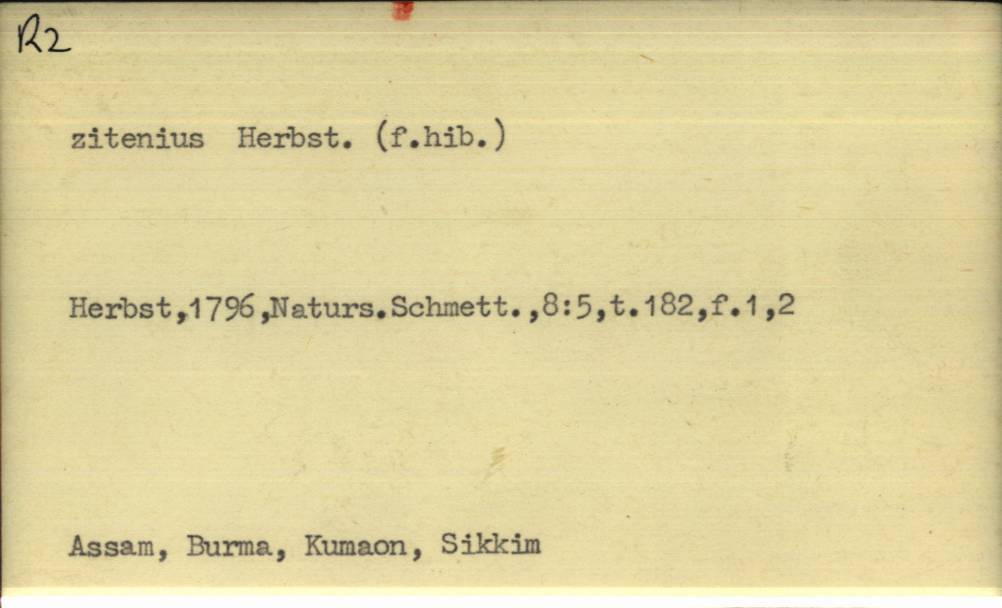 R2
zitenius Herbst. (f.hib.)
Herbst,1796,Naturs.Schmett.,8:5,t.182,f.1,2
Assam, Burma, Kumaon, Sikkim